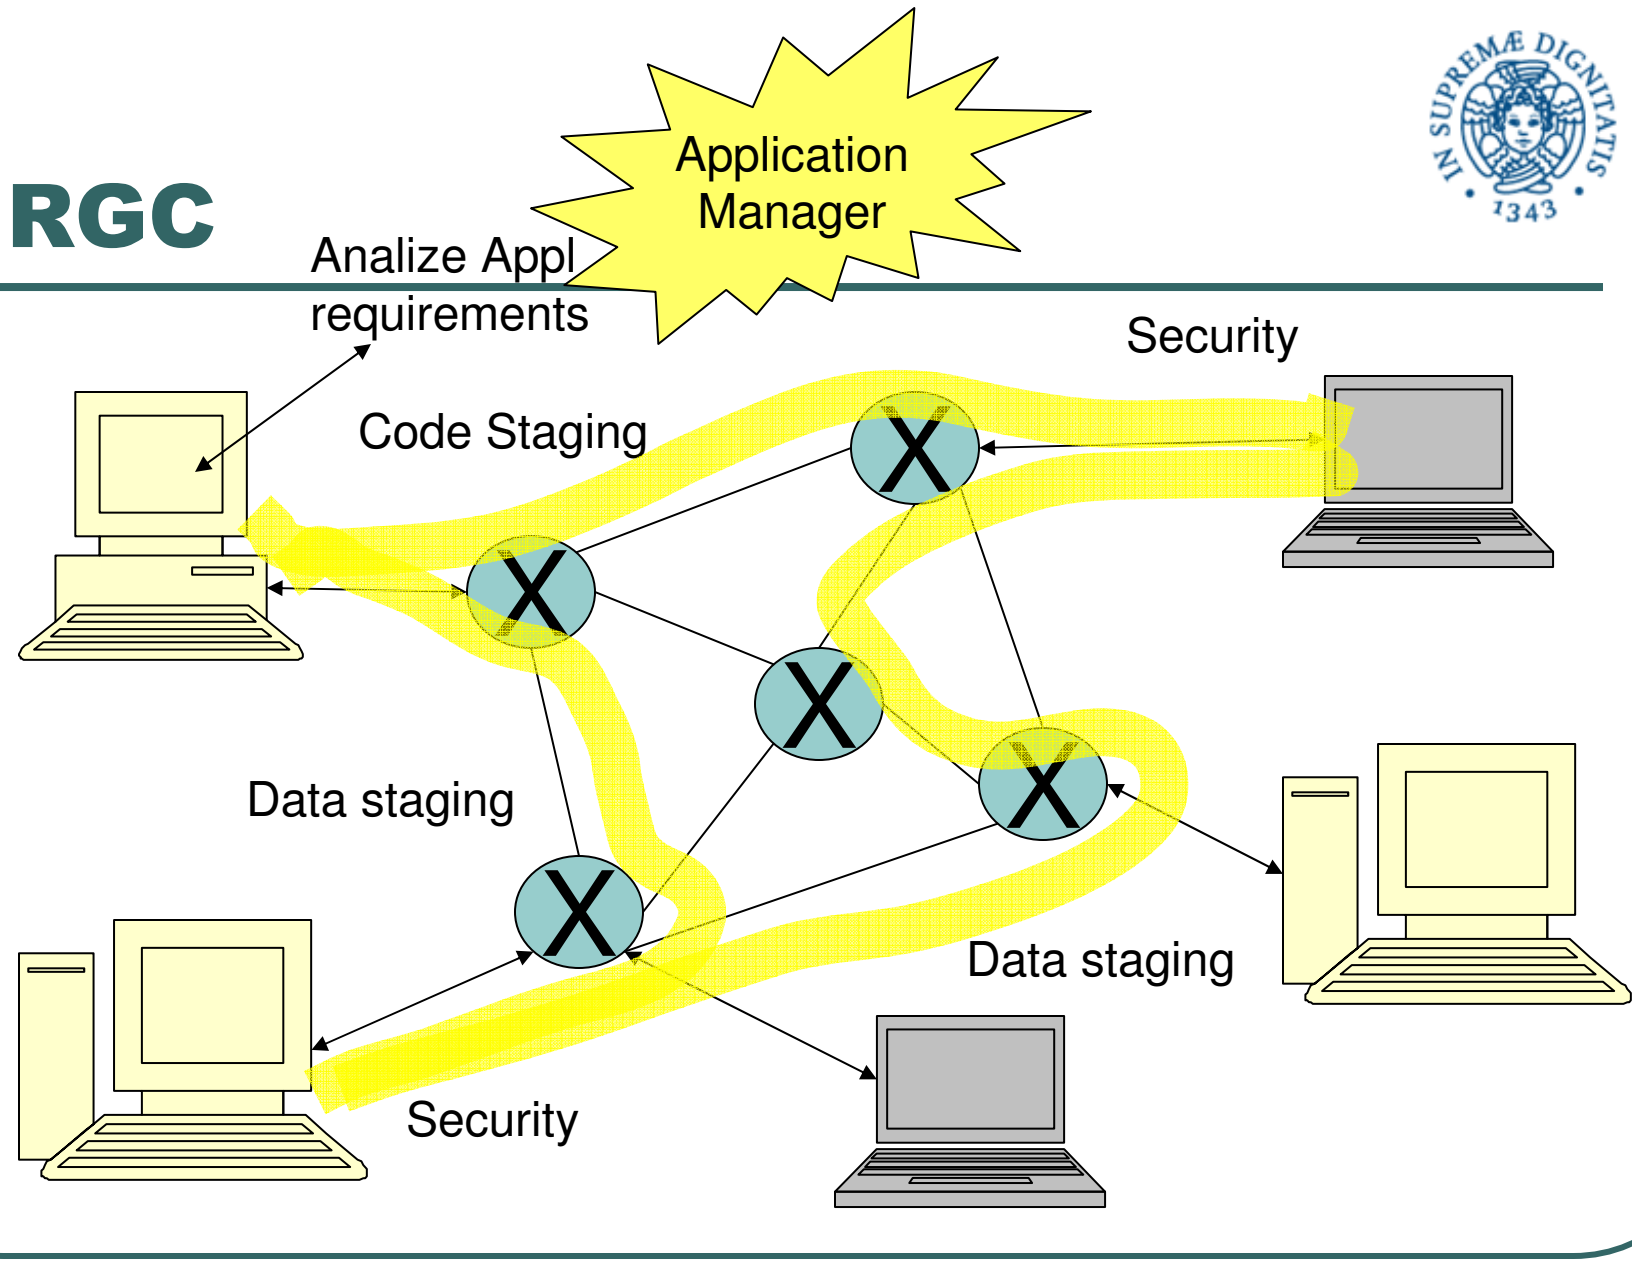 Application
Manager
IN SUPREMÆ DIGNITATIS
1343
RGC
Analize Appl
requirements
Security
Code Staging
X
X
X
X
Data staging
X
Data staging
Security